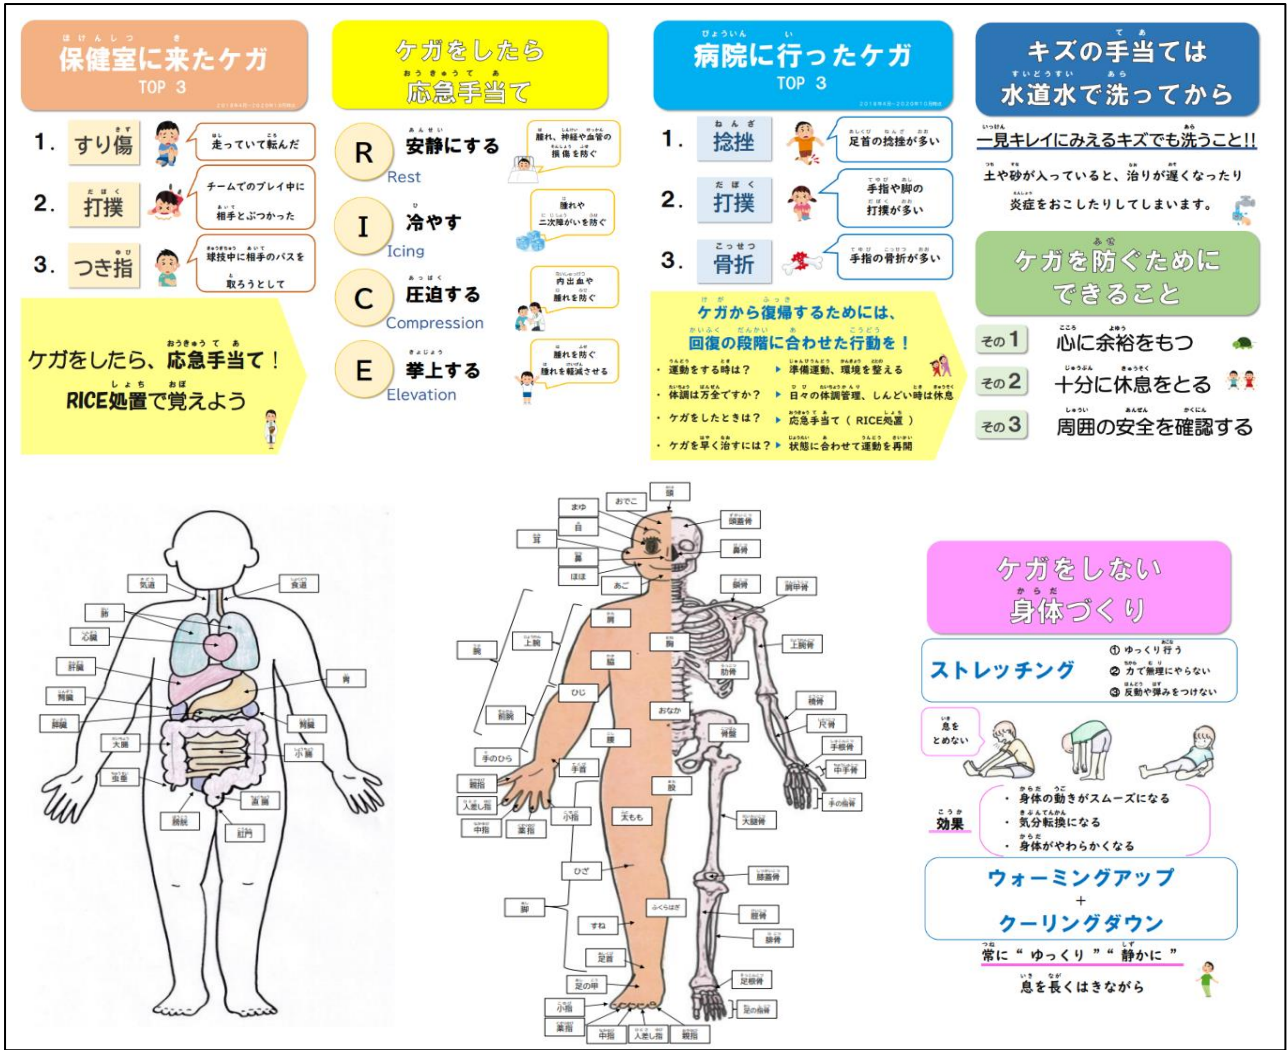 保健室に来たケガ
TOP 3
1. すり傷
走っていて転んだ
2. 打撲
チームでのプレイ中に
相手とぶつかった
3. つき指
球技中に相手のパスを
取ろうとして
ケガをしたら、応急手当て！
RICE処置で覚えよう
ケガをしたら
応急手当て
R 安静にする
Rest
腫れ、神経や血管の
損傷を防ぐ
I 冷やす
Icing
腫れや
二次障がいを防ぐ
C 圧迫する
Compression
内出血や
腫れを防ぐ
E 挙上する
Elevation
腫れを防ぐ
腫れを軽減させる
病院に行ったケガ
TOP 3
1. 捻挫
足首の捻挫が多い
2. 打撲
手指や脚の
打撲が多い
3. 骨折
手指の骨折が多い
ケガから復帰するためには、
回復の段階に合わせた行動を！
・運動をする時は？ ▶ 準備運動、環境を整える
・体調は万全ですか？ ▶ 日々の体調管理、しんどい時は休息
・ケガをしたときは？ ▶ 応急手当て（RICE処置）
・ケガを早く治すには？ ▶ 状態に合わせて運動を再開
キズの手当ては
水道水で洗ってから
一見キレイにみえるキズでも洗うこと!!
土や砂が入っていると、治りが遅くなったり
炎症をおこしたりしてしまいます。
ケガを防ぐために
できること
その1 心に余裕をもつ
その2 十分に休息をとる
その3 周囲の安全を確認する
気道
食道
肺
心臓
肝臓
胃
腎臓
脾臓
腎臓
大腸
小腸
虫垂
直腸
膀胱
肛門
頭
おでこ
まゆ
目
耳
鼻
ほほ
あご
頭蓋骨
鼻骨
鎖骨
肩甲骨
肩
上腕
腕
脇
胸
上腕骨
肋骨
ひじ
前腕
おなか
橈骨
尺骨
骨盤
腰
手根骨
手のひら
手首
中手骨
親指
人差し指
中指
薬指
小指
股
手の指骨
太もも
大腿骨
ひざ
膝蓋骨
脚
ふくらはぎ
脛骨
すね
腓骨
足首
足の甲
足根骨
小指
薬指
中指
人差し指
親指
足の指骨
ケガをしない
身体づくり
ストレッチング
① ゆっくり行う
② 力で無理にやらない
③ 反動や弾みをつけない
息を
とめない
効果
・身体の動きがスムーズになる
・気分転換になる
・身体がやわらかくなる
ウォーミングアップ
+
クーリングダウン
常に“ゆっくり”“静かに”
息を長くはきながら